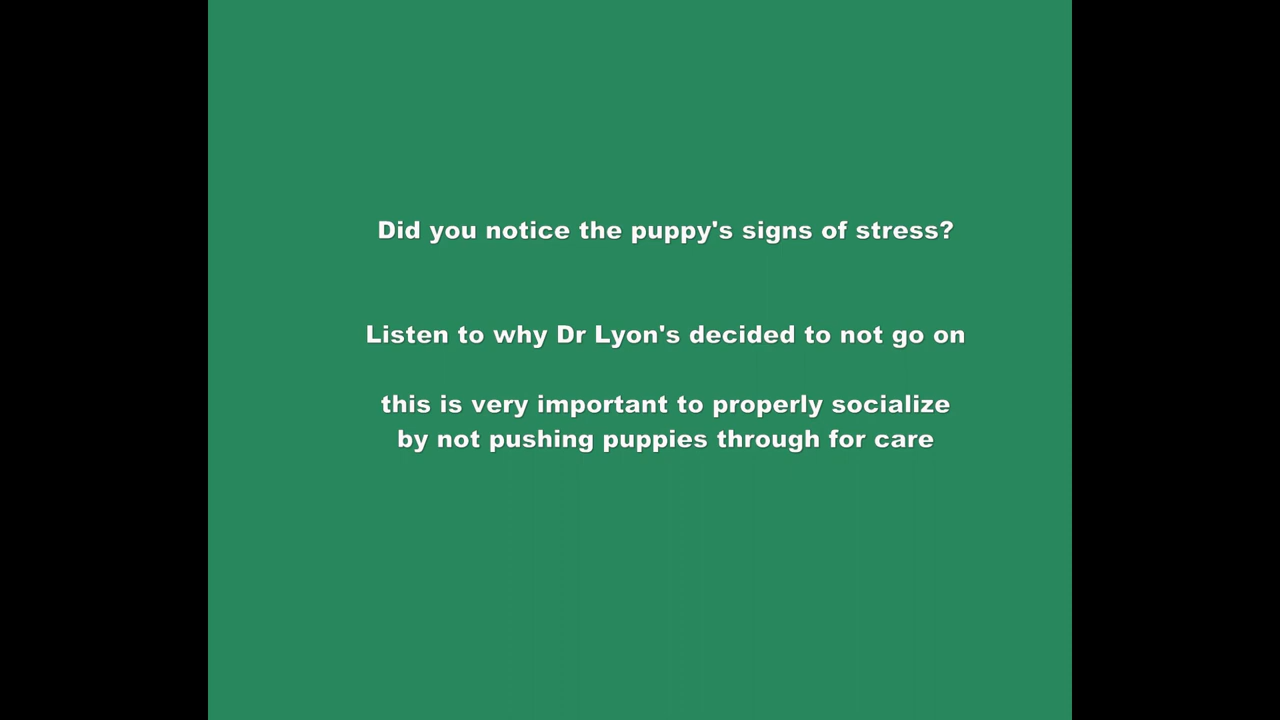 Did you notice the puppy's signs of stress?
Listen to why Dr Lyon's decided to not go on
this is very important to properly socialize
by not pushing puppies through for care